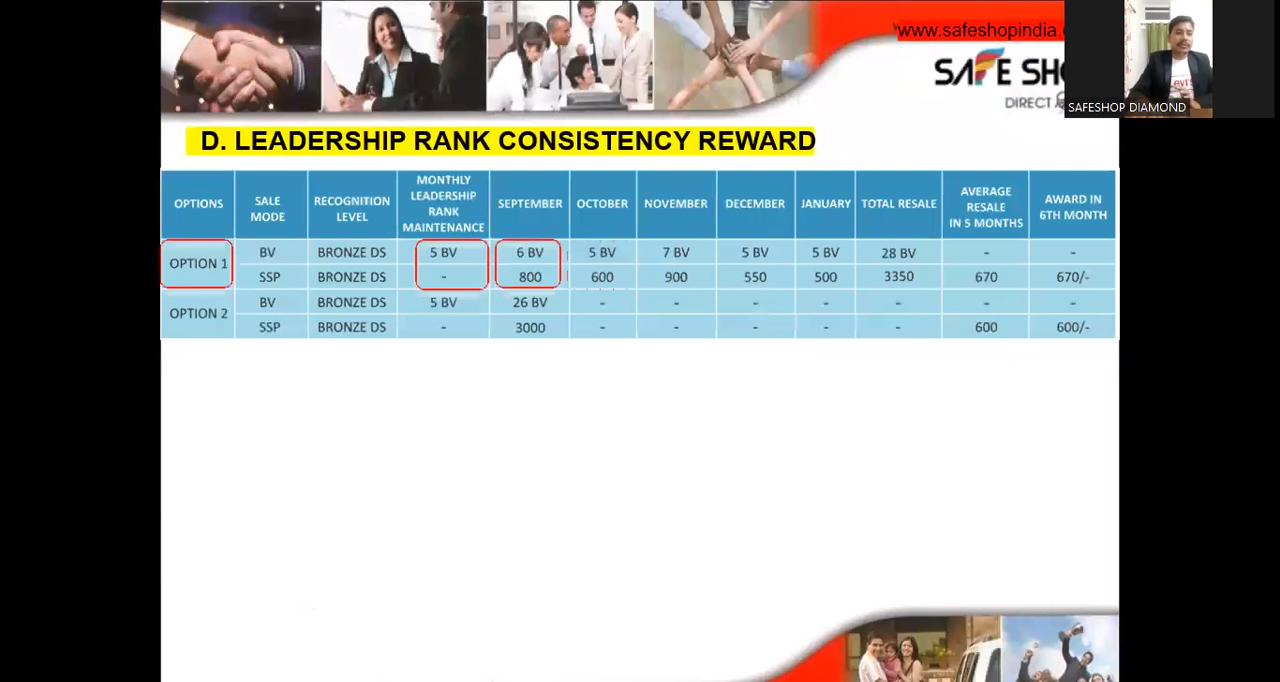 www.safeshopindia.
SAFE SHO
DIRECT
SAFESHOP DIAMOND
D. LEADERSHIP RANK CONSISTENCY REWARD
OPTIONS
SALE
MODE
RECOGNITION
LEVEL
MONTHLY
LEADERSHIP
RANK
MAINTENANCE
SEPTEMBER
OCTOBER
NOVEMBER
DECEMBER
JANUARY
TOTAL RESALE
AVERAGE
RESALE
IN 5 MONTHS
AWARD IN
6TH MONTH
OPTION 1
BV BRONZE DS 5 BV 6 BV 5 BV 7 BV 5 BV 5 BV 28 BV - -
SSP BRONZE DS - 800 600 900 550 500 3350 670 670/-
OPTION 2
BV BRONZE DS 5 BV 26 BV - - - - - - -
SSP BRONZE DS - 3000 - - - - - 600 600/-